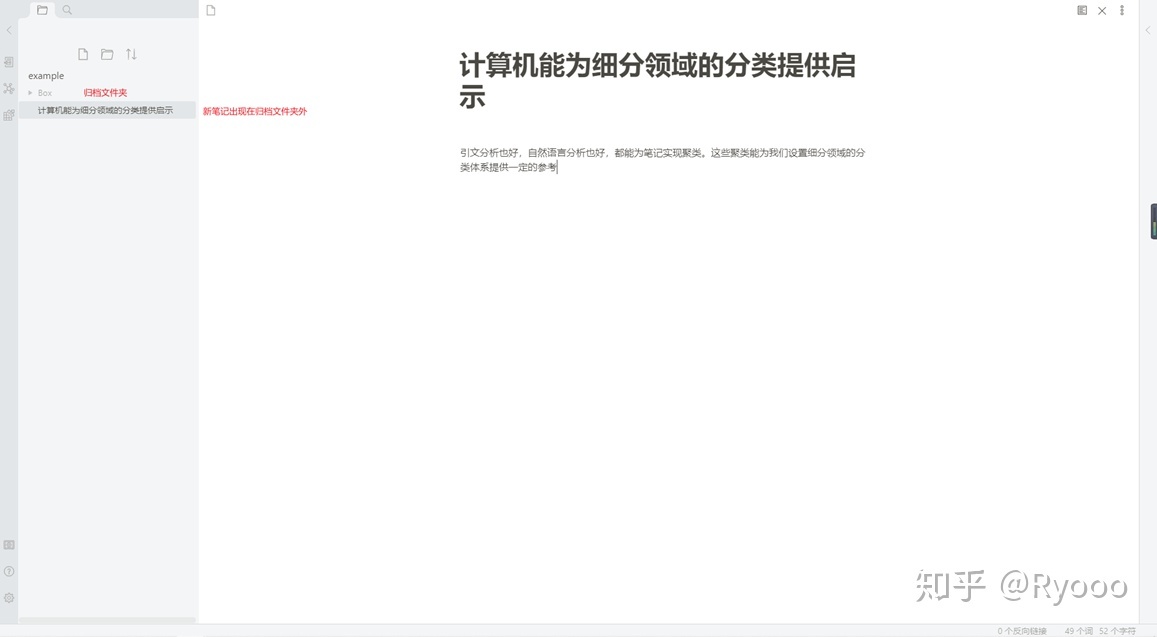 example
Box
归档文件夹
计算机能为细分领域的分类提供启示
新笔记出现在归档文件夹外
计算机能为细分领域的分类提供启
示
引文分析也好，自然语言分析也好，都能为笔记实现聚类。这些聚类能为我们设置细分领域的分
类体系提供一定的参考
知乎 @Ryooo
0 个反向链接 49 个词 52 个字符